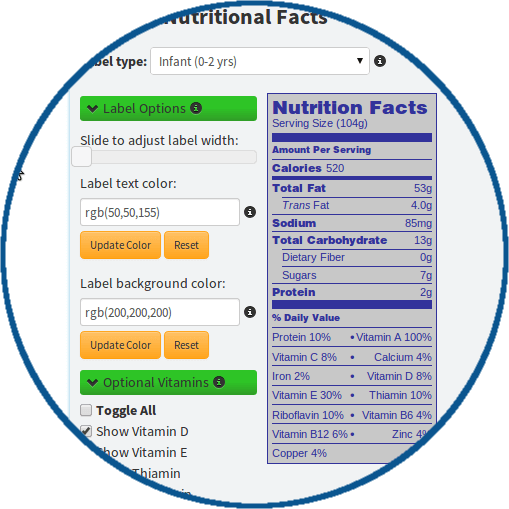 Nutritional Facts
label type: Infant (0-2 yrs)
Label Options
Slide to adjust label width:
Label text color:
rgb(50,50,155)
Update Color Reset
Label background color:
rgb(200,200,200)
Update Color Reset
Optional Vitamins
Toggle All
Show Vitamin D
Show Vitamin E
Thiamin
Nutrition Facts
Serving Size (104g)
Amount Per Serving
Calories 520
Total Fat 53g
Trans Fat 4.0g
Sodium 85mg
Total Carbohydrate 13g
Dietary Fiber 0g
Sugars 7g
Protein 2g
% Daily Value
Protein 10% • Vitamin A 100%
Vitamin C 8% • Calcium 4%
Iron 2% • Vitamin D 8%
Vitamin E 30% • Thiamin 10%
Riboflavin 10% • Vitamin B6 4%
Vitamin B12 6% • Zinc 4%
Copper 4%